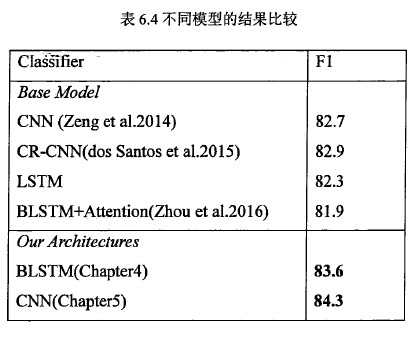 表 6.4 不同模型的结果比较
Classifier F1
Base Model
CNN (Zeng et al.2014) 82.7
CR-CNN(dos Santos et al.2015) 82.9
LSTM 82.3
BLSTM+Attention(Zhou et al.2016) 81.9
Our Architectures
BLSTM(Chapter4) 83.6
CNN(Chapter5) 84.3